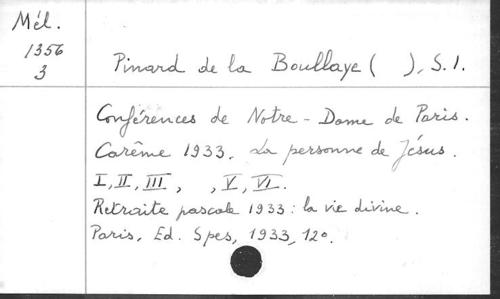 Mél.
1356
3
Pinard de la Boullaye ( ), S. I.
Conférences de Notre-Dame de Paris.
Carême 1933. La personne de Jésus.
I, II, III, , V, VI.
Retraite pascale 1933 : la vie divine.
Paris, Ed. Spes, 1933, 12o.